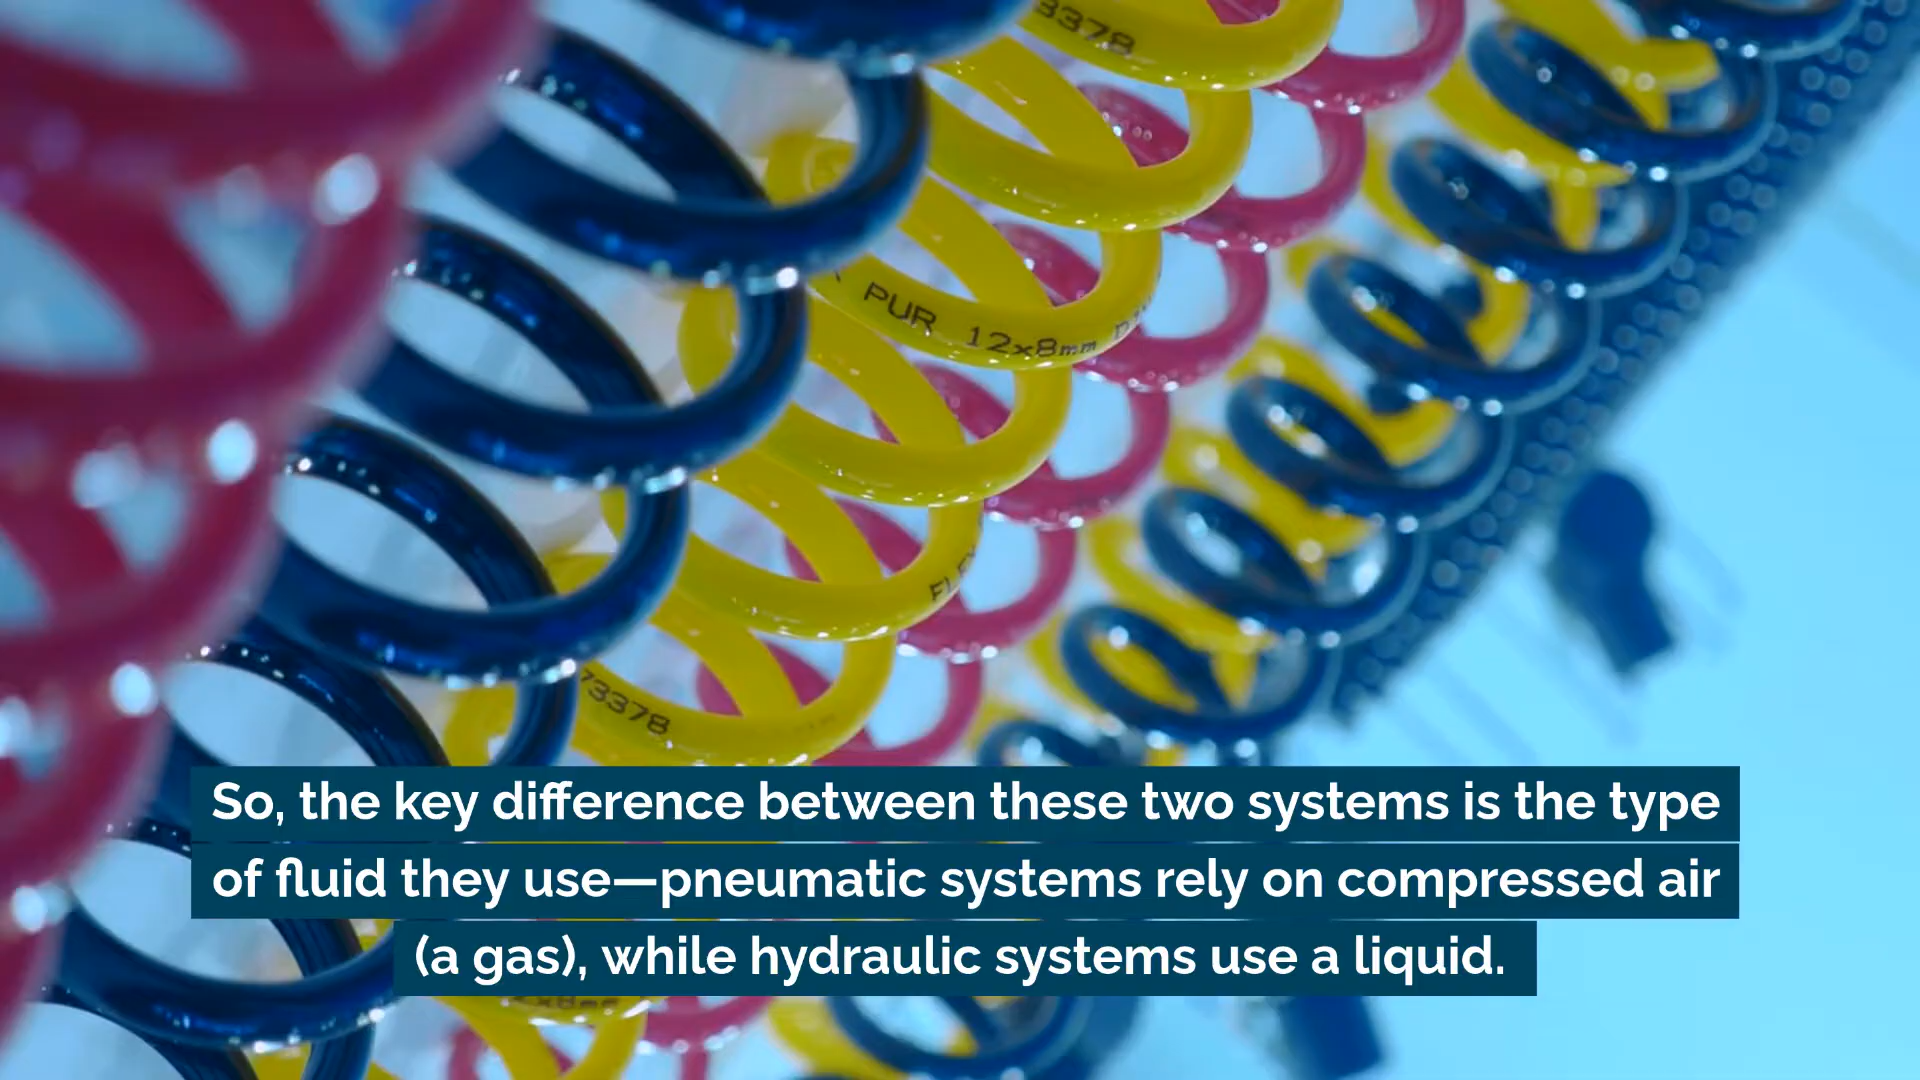 3378
PUR 12x8mm
FLEX
73378
So, the key difference between these two systems is the type
of fluid they use—pneumatic systems rely on compressed air
(a gas), while hydraulic systems use a liquid.